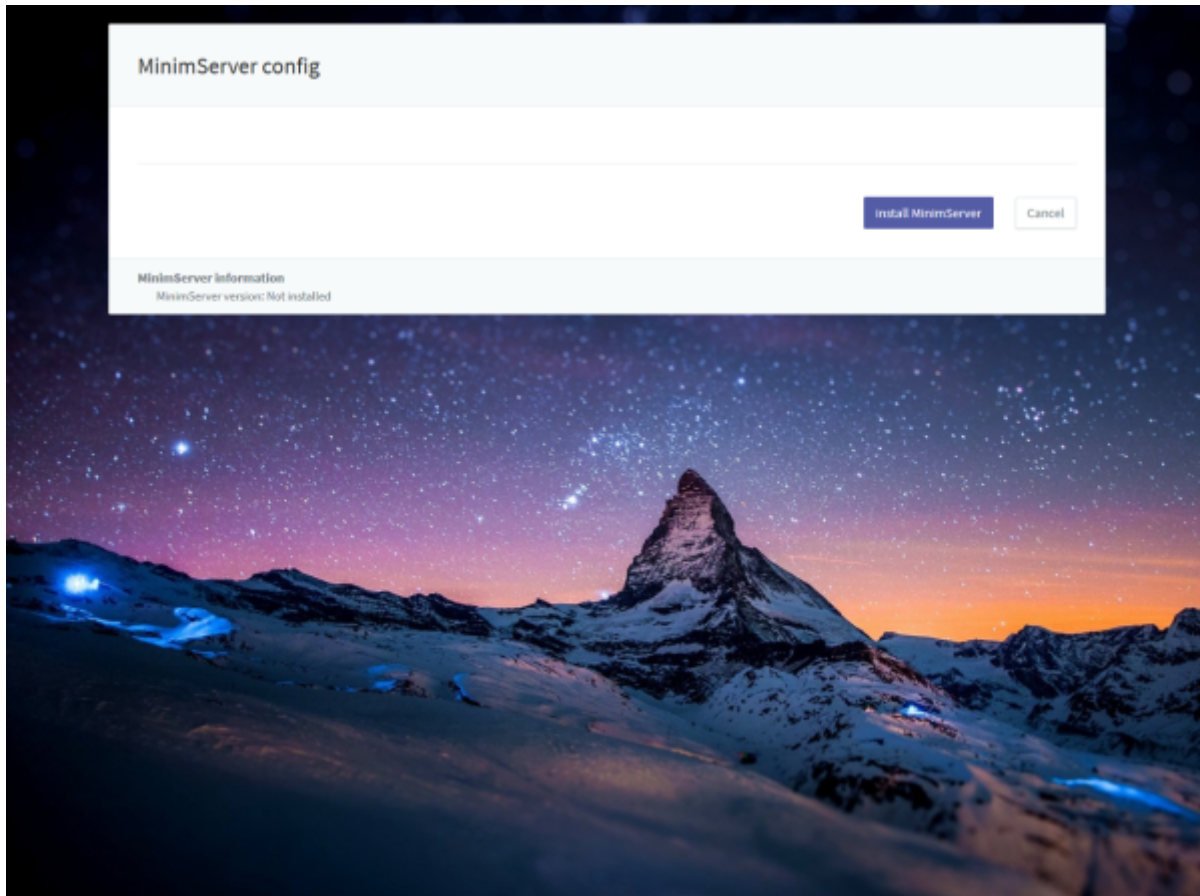 MinimServer config
Install MinimServer
Cancel
MinimServer information
MinimServer version: Not installed